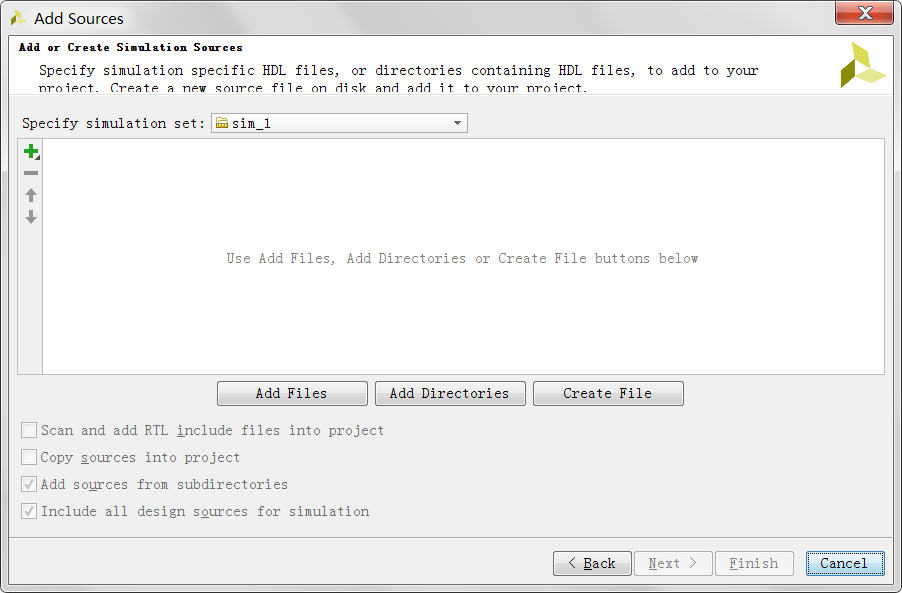 Add Sources
Add or Create Simulation Sources
Specify simulation specific HDL files, or directories containing HDL files, to add to your
project. Create a new source file on disk and add it to your project.
Specify simulation set: sim_1
Use Add Files, Add Directories or Create File buttons below
Add Files Add Directories Create File
Scan and add RTL include files into project
Copy sources into project
Add sources from subdirectories
Include all design sources for simulation
< Back Next > Finish Cancel